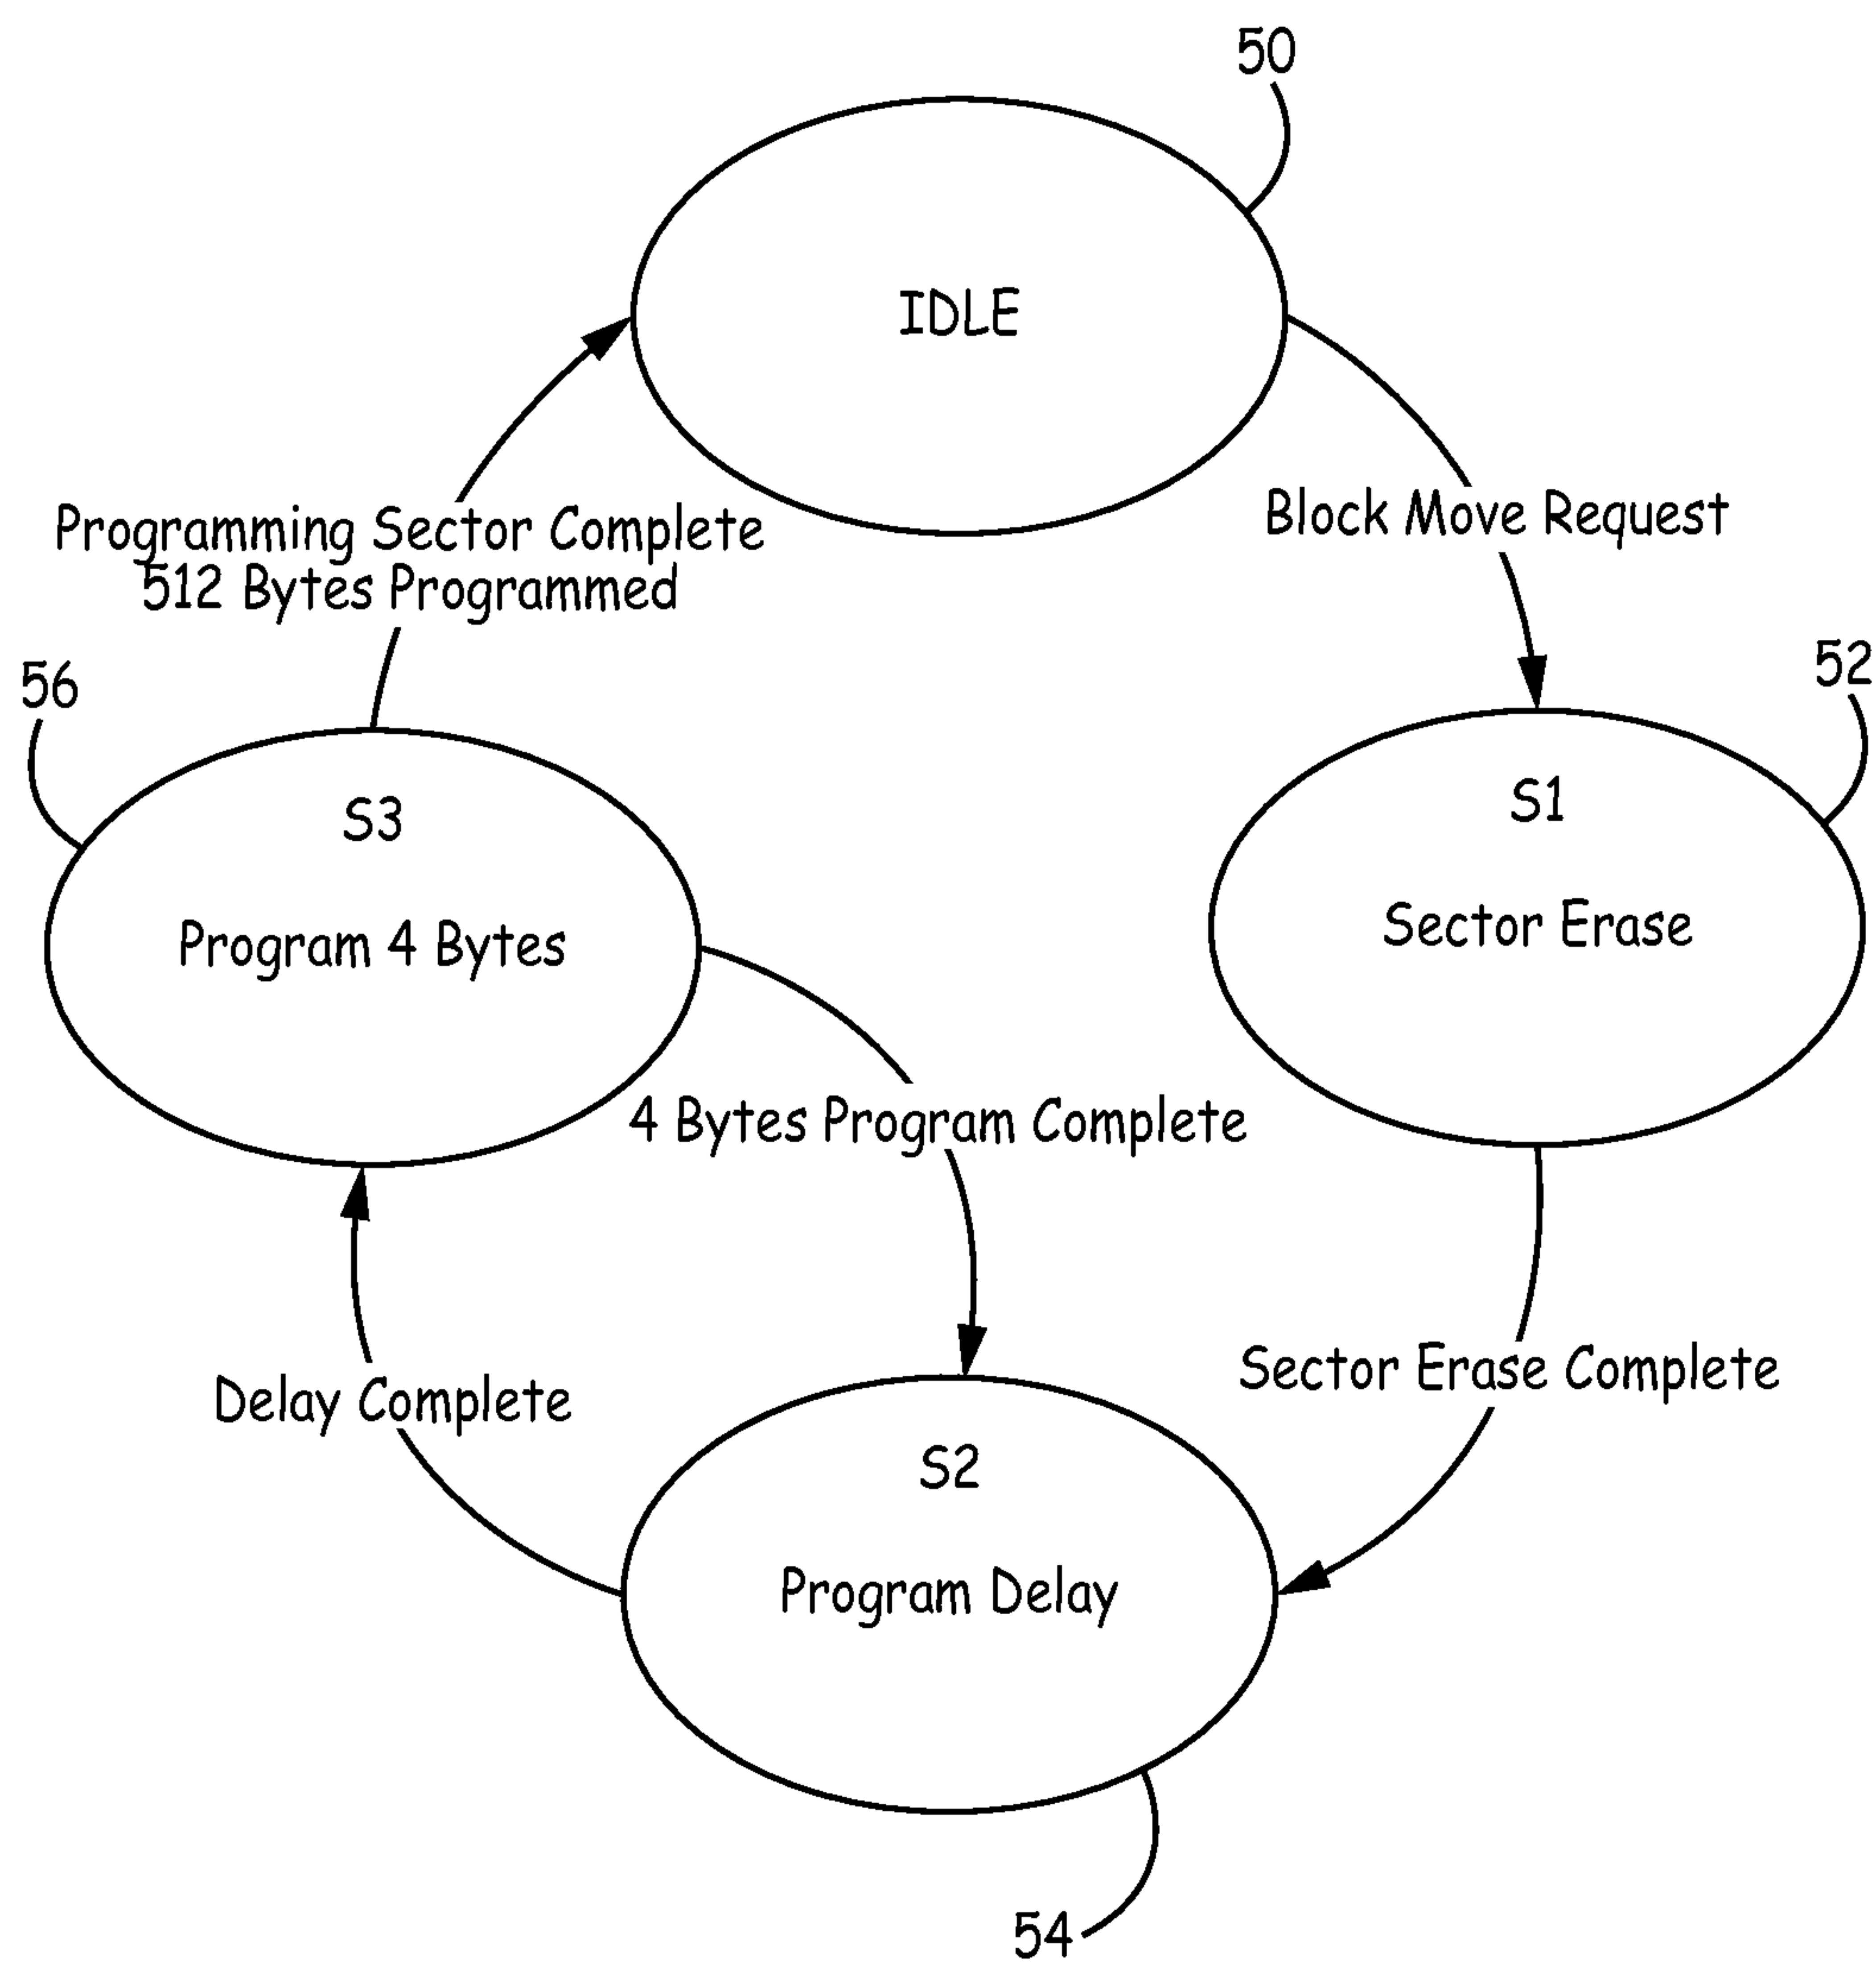 50
IDLE
Block Move Request
Programming Sector Complete
512 Bytes Programmed
52
56
S1
Sector Erase
S3
Program 4 Bytes
4 Bytes Program Complete
Sector Erase Complete
Delay Complete
S2
Program Delay
54